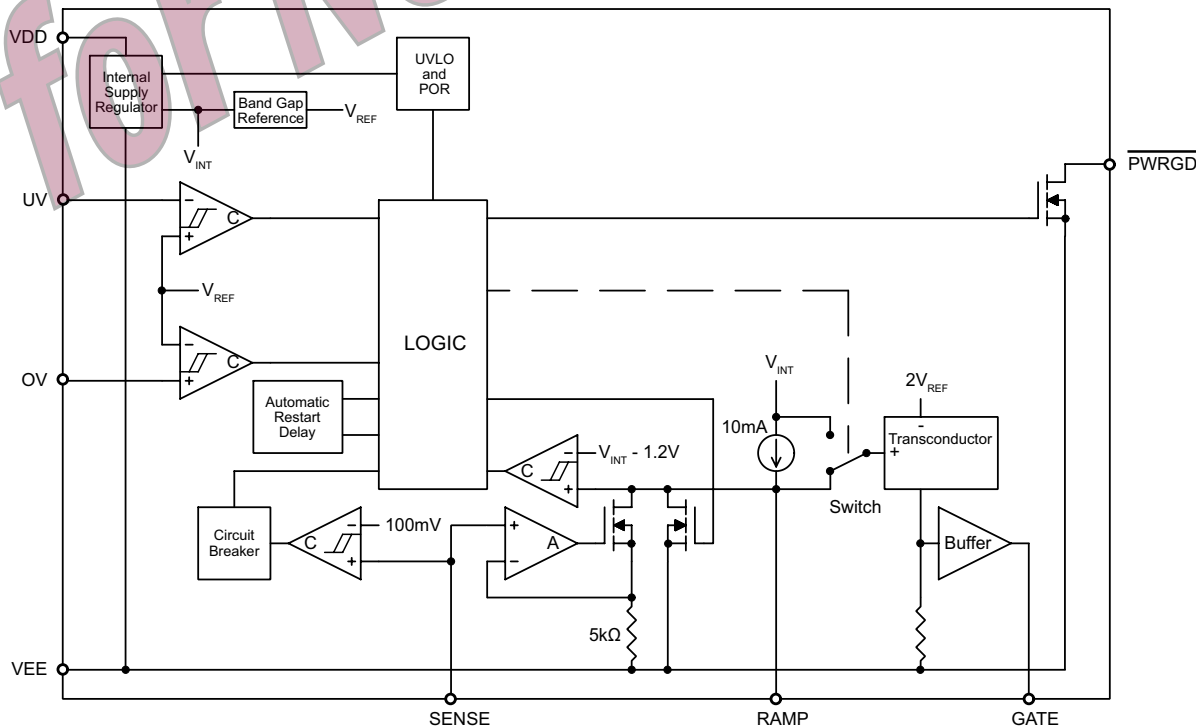 for N
VDD
Internal
Supply
Regulator
UVLO
and
POR
Band Gap
Reference
VREF
VINT
PWRGD
UV
-
C
+
VREF
-
C
+
OV
LOGIC
Automatic
Restart
Delay
VINT
2VREF
10mA
-
Transconductor
+
Switch
C
-
VINT - 1.2V
+
Circuit
Breaker
C
-
100mV
+
+
A
-
Buffer
5kΩ
VEE
SENSE
RAMP
GATE